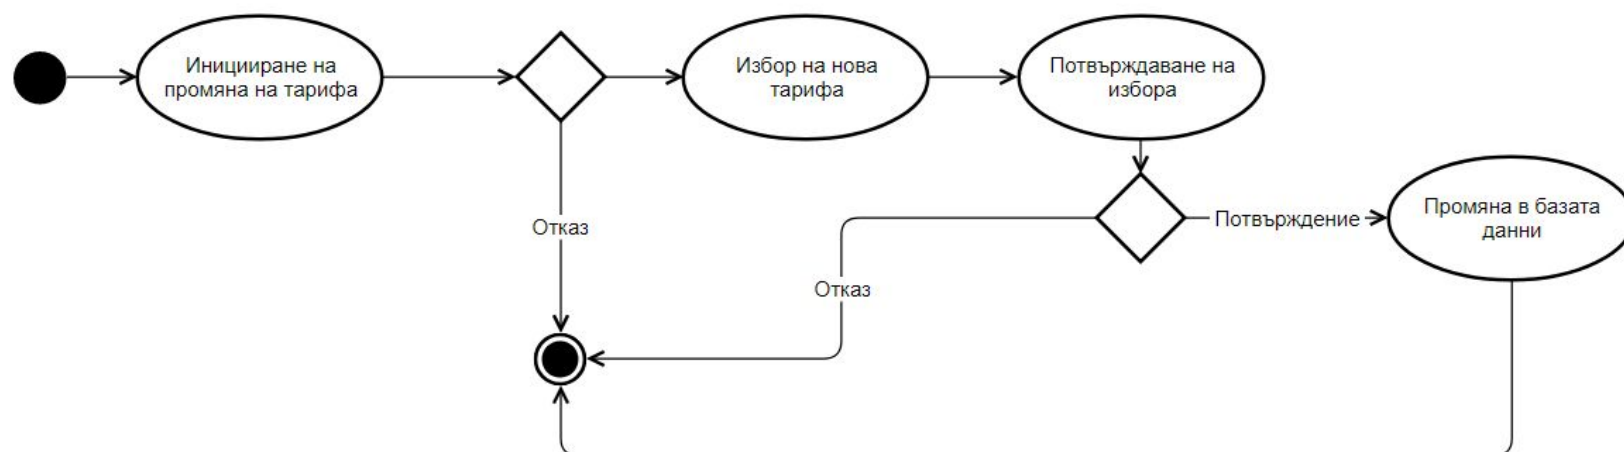 Иницииране на
промяна на тарифа
Избор на нова
тарифа
Потвърждаване на
избора
Отказ
Потвърждение
Промяна в базата
данни
Отказ